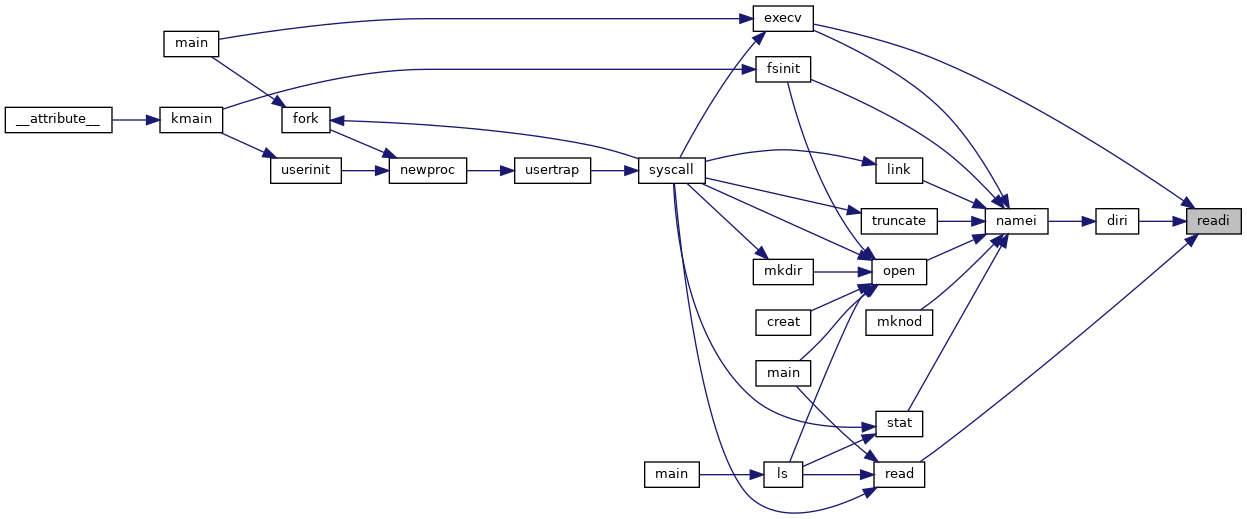 execv
main
fsinit
__attribute__
kmain
fork
userinit
newproc
usertrap
syscall
link
truncate
namei
diri
readi
mkdir
open
creat
mknod
main
stat
main
ls
read